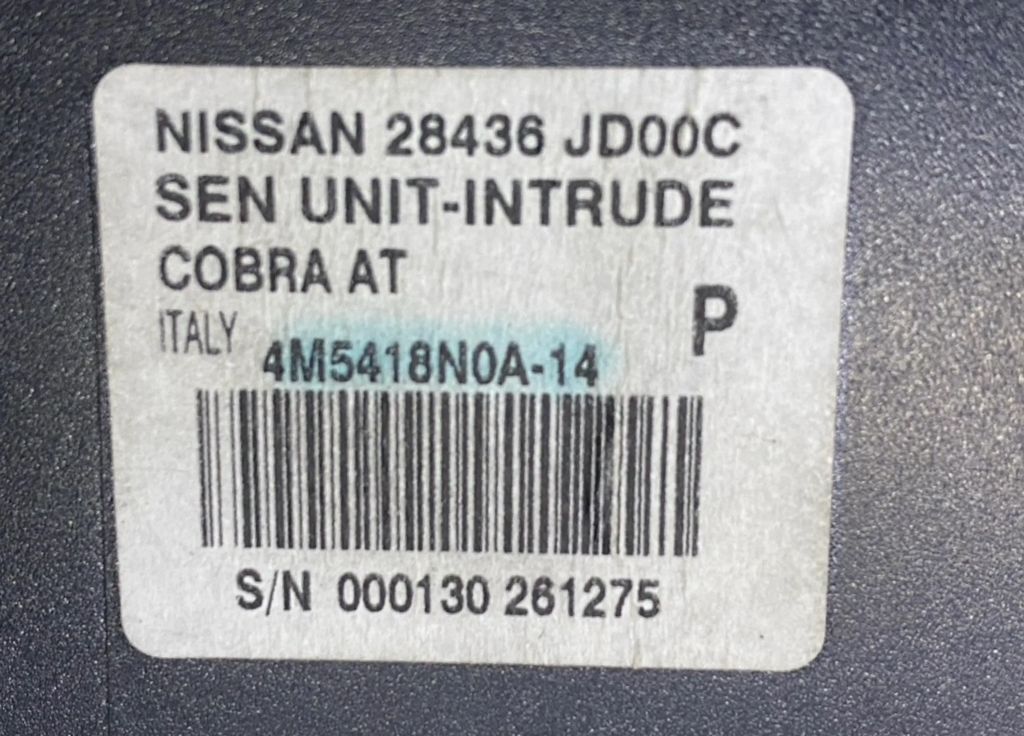 NISSAN 28436 JD00C
SEN UNIT-INTRUDE
COBRA AT
P
ITALY
4M5418N0A-14
S/N 000130 261275